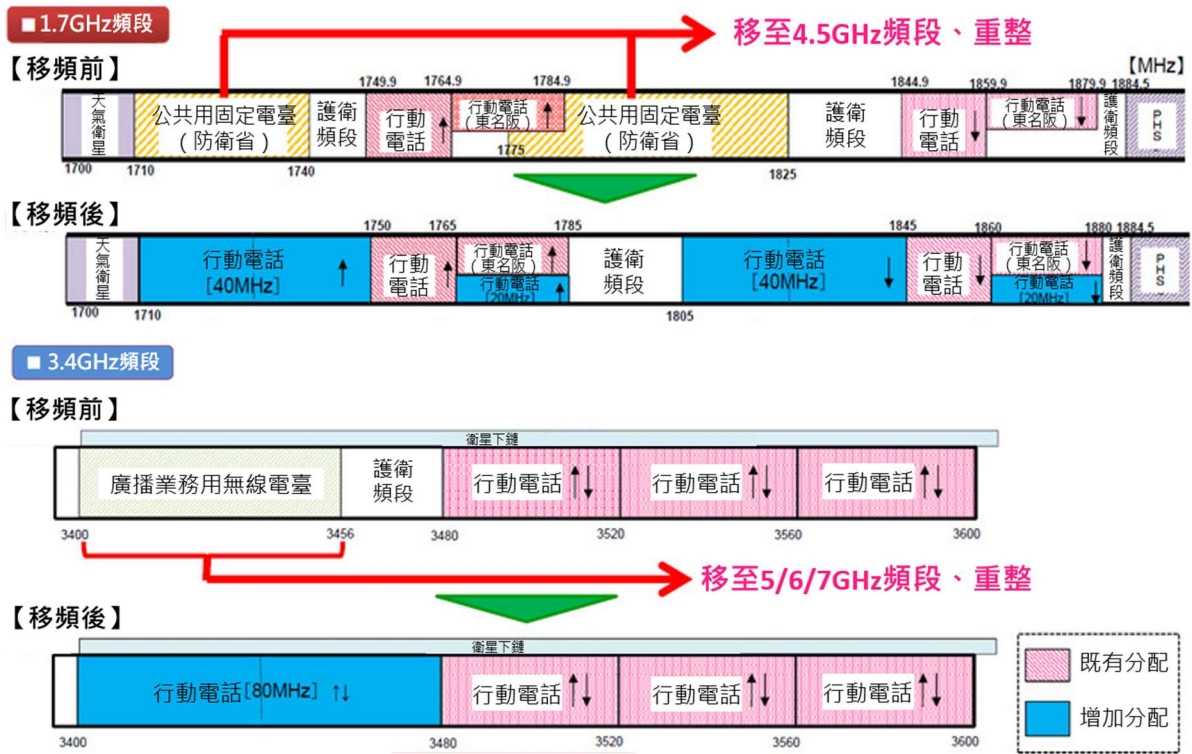 ■1.7GHz頻段
移至4.5GHz頻段、重整
【移頻前】
【MHz】
1749.9 1764.9 1784.9 1844.9 1859.9 1879.9 1884.5
天氣衛星
公共用固定電臺
(防衛省)
護衛
頻段
行動
電話
行動電話
(東名阪)
公共用固定電臺
(防衛省)
護衛
頻段
行動
電話
行動電話
(東名阪)
護衛頻段
PHS
1775
1700 1710 1740 1825
【移頻後】
1750 1765 1785 1845 1860 1880 1884.5
天氣衛星
行動電話
[40MHz]
行動
電話
行動電話
(東名阪)
行動電話
[20MHz]
護衛
頻段
行動電話
[40MHz]
行動
電話
行動電話
(東名阪)
行動電話
[20MHz]
護衛頻段
PHS
1700 1710 1805
■ 3.4GHz頻段
【移頻前】
衛星下鏈
廣播業務用無線電臺
護衛
頻段
行動電話
行動電話
行動電話
3400 3456 3480 3520 3560 3600
移至5/6/7GHz頻段、重整
【移頻後】
衛星下鏈
行動電話[80MHz] ↑↓
行動電話
行動電話
行動電話
3400 3480 3520 3560 3600
既有分配
增加分配